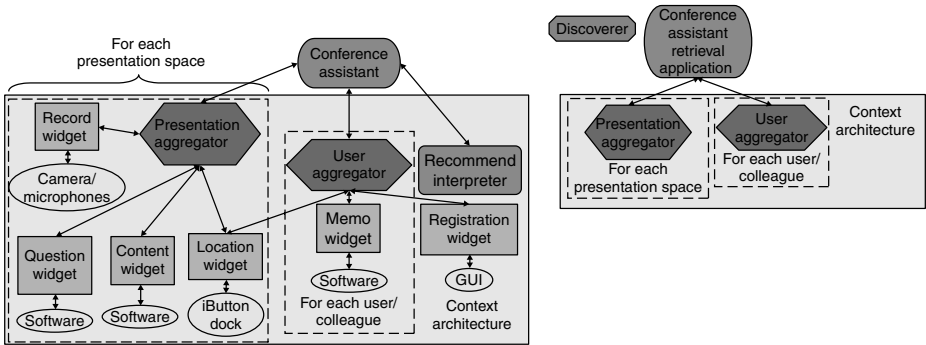 For each
presentation space
Conference
assistant
Record
widget
Presentation
aggregator
User
aggregator
Recommend
interpreter
Camera/
microphones
Question
widget
Content
widget
Location
widget
Memo
widget
Registration
widget
Software
Software
iButton
dock
Software
GUI
For each user/
colleague
Context
architecture
Discoverer
Conference
assistant
retrieval
application
Presentation
aggregator
User
aggregator
Context
architecture
For each
presentation space
For each user/
colleague